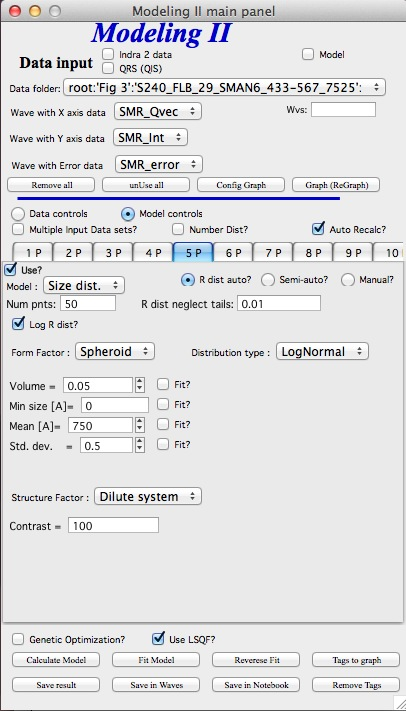 Modeling II main panel
Modeling II
Data input
Indra 2 data
Model
QRS (QIS)
Data folder: root:'Fig 3':'S240_FLB_29_SMAN6_433-567_7525':
Wave with X axis data SMR_Qvec Wvs:
Wave with Y axis data SMR_Int
Wave with Error data SMR_error
Remove all unUse all Config Graph Graph (ReGraph)
Data controls Model controls
Multiple Input Data sets? Number Dist? Auto Recalc?
1 P 2 P 3 P 4 P 5 P 6 P 7 P 8 P 9 P 10
Use?
Model : Size dist. R dist auto? Semi-auto? Manual?
Num pnts: 50 R dist neglect tails: 0.01
Log R dist?
Form Factor : Spheroid Distribution type : LogNormal
Volume = 0.05 Fit?
Min size [A]= 0 Fit?
Mean [A]= 750 Fit?
Std. dev. = 0.5 Fit?
Structure Factor : Dilute system
Contrast = 100
Genetic Optimization? Use LSQF?
Calculate Model Fit Model Reverese Fit Tags to graph
Save result Save in Waves Save in Notebook Remove Tags